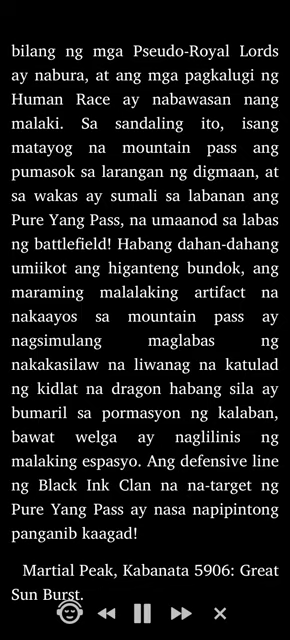 bilang ng mga Pseudo-Royal Lords
ay nabura, at ang mga pagkalugi ng
Human Race ay nabawasan nang
malaki. Sa sandaling ito, isang
matayog na mountain pass ang
pumasok sa larangan ng digmaan, at
sa wakas ay sumali sa labanan ang
Pure Yang Pass, na umaanod sa labas
ng battlefield! Habang dahan-dahang
umiikot ang higanteng bundok, ang
maraming malalaking artifact na
nakaayos sa mountain pass ay
nagsimulang maglabas ng
nakakasilaw na liwanag na katulad
ng kidlat na dragon habang sila ay
bumaril sa pormasyon ng kalaban,
bawat welga ay naglilinis ng
malaking espasyo. Ang defensive line
ng Black Ink Clan na na-target ng
Pure Yang Pass ay nasa napipintong
panganib kaagad!
Martial Peak, Kabanata 5906: Great
Sun Burst.